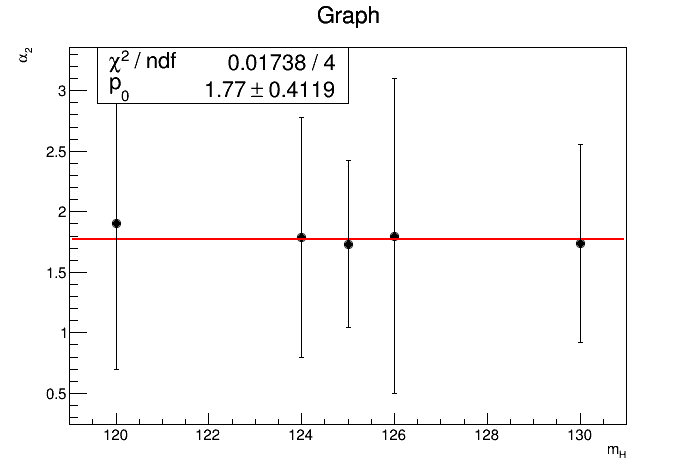 Graph
α₂
χ² / ndf 0.01738 / 4
p₀ 1.77 ± 0.4119
3
2.5
2
1.5
1
0.5
120 122 124 126 128 130
m_H